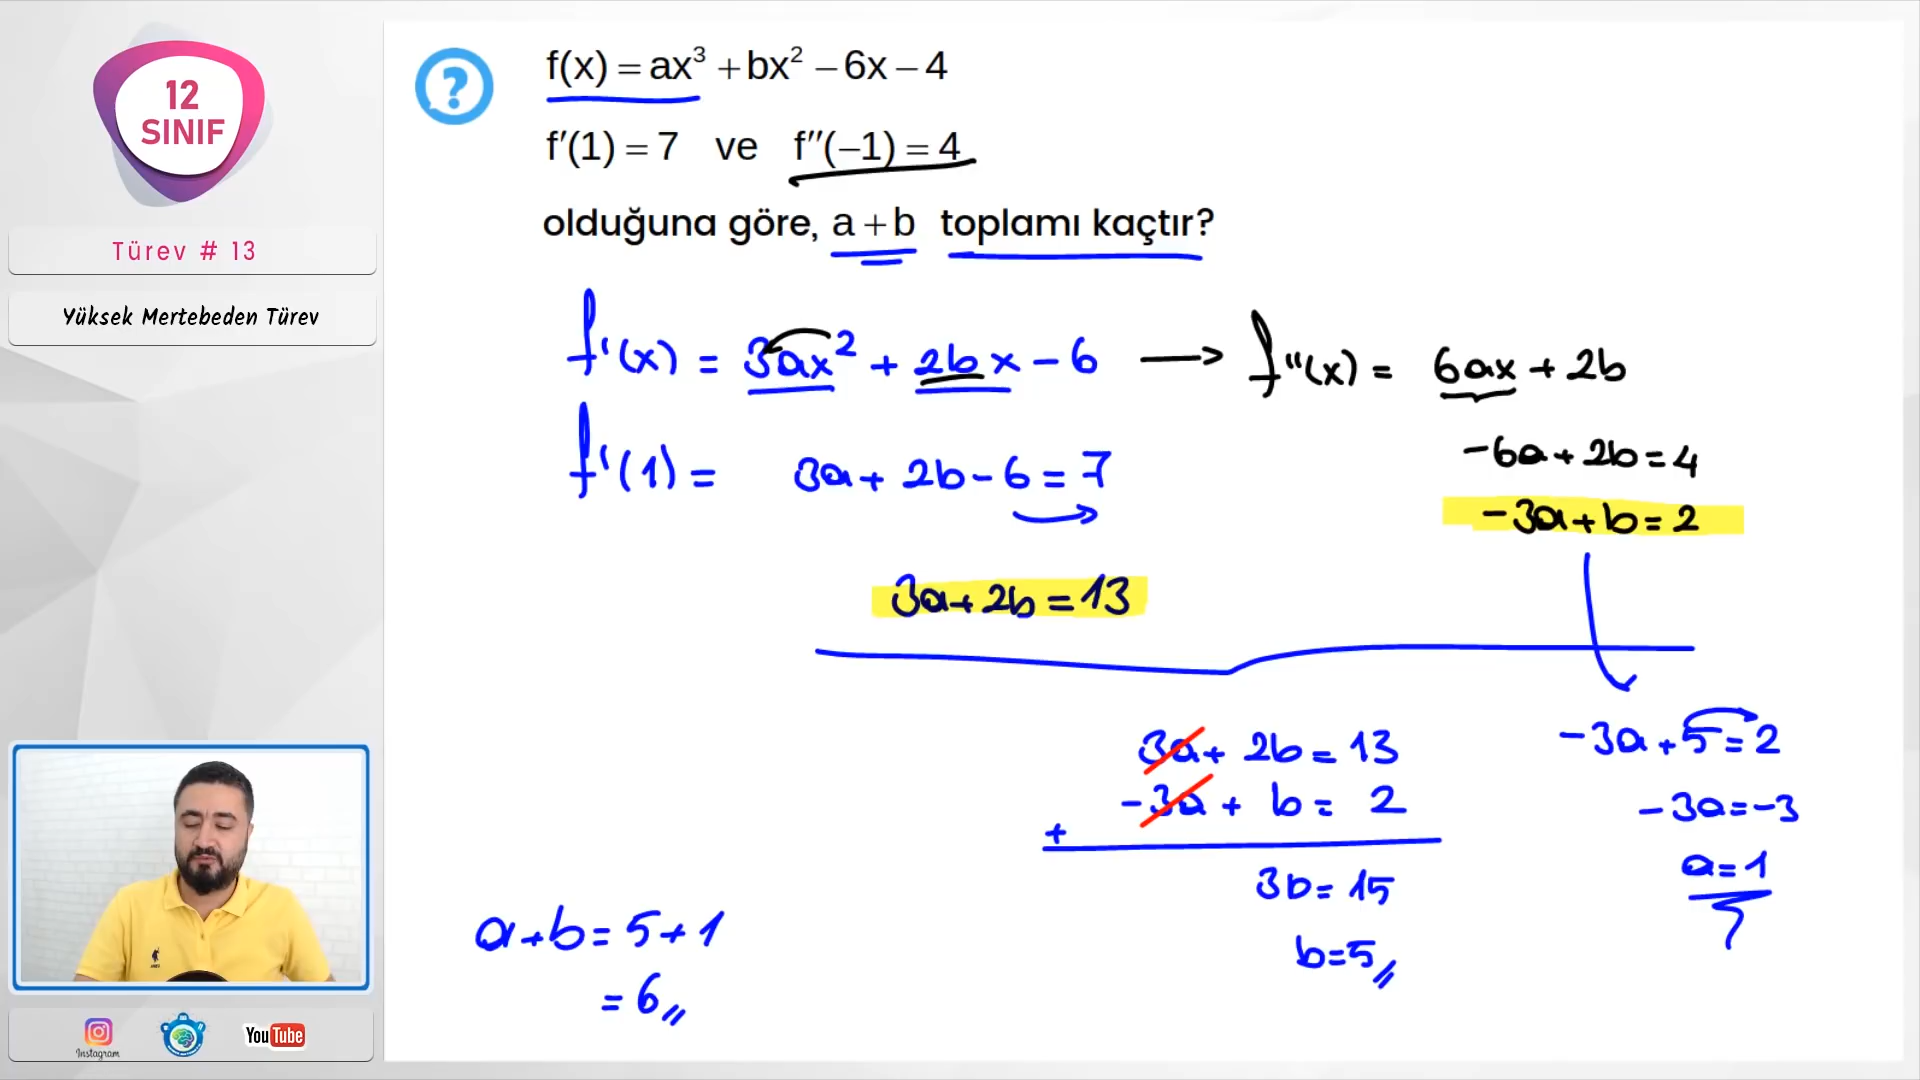 12
SINIF
Türev # 13
Yüksek Mertebeden Türev
Instagram
YouTube
f(x) = ax³ + bx² − 6x − 4
f′(1) = 7 ve f′′(−1) = 4
olduğuna göre, a + b toplamı kaçtır?
f'(x) = 3ax² + 2bx − 6 → f''(x) = 6ax + 2b
f'(1) = 3a + 2b − 6 = 7
−6a + 2b = 4
−3a + b = 2
3a + 2b = 13
3a + 2b = 13
−3a + b = 2
+
3b = 15
b = 5
−3a + 5 = 2
−3a = −3
a = 1
a + b = 5 + 1
= 6